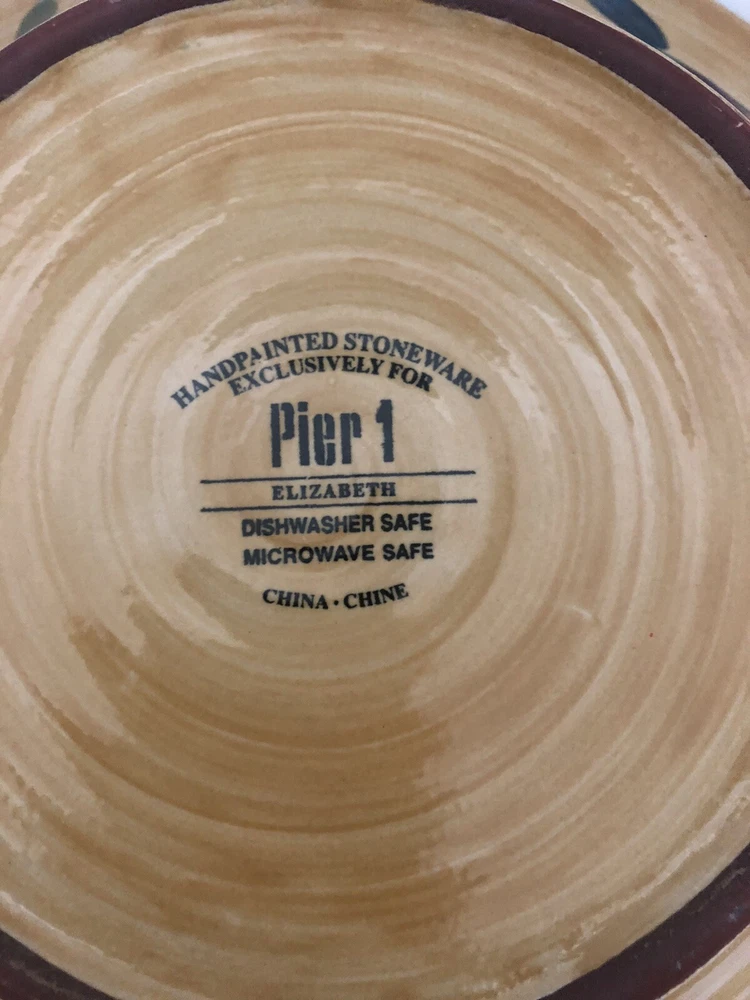 HANDPAINTED STONEWARE
EXCLUSIVELY FOR
Pier 1
ELIZABETH
DISHWASHER SAFE
MICROWAVE SAFE
CHINA · CHINE